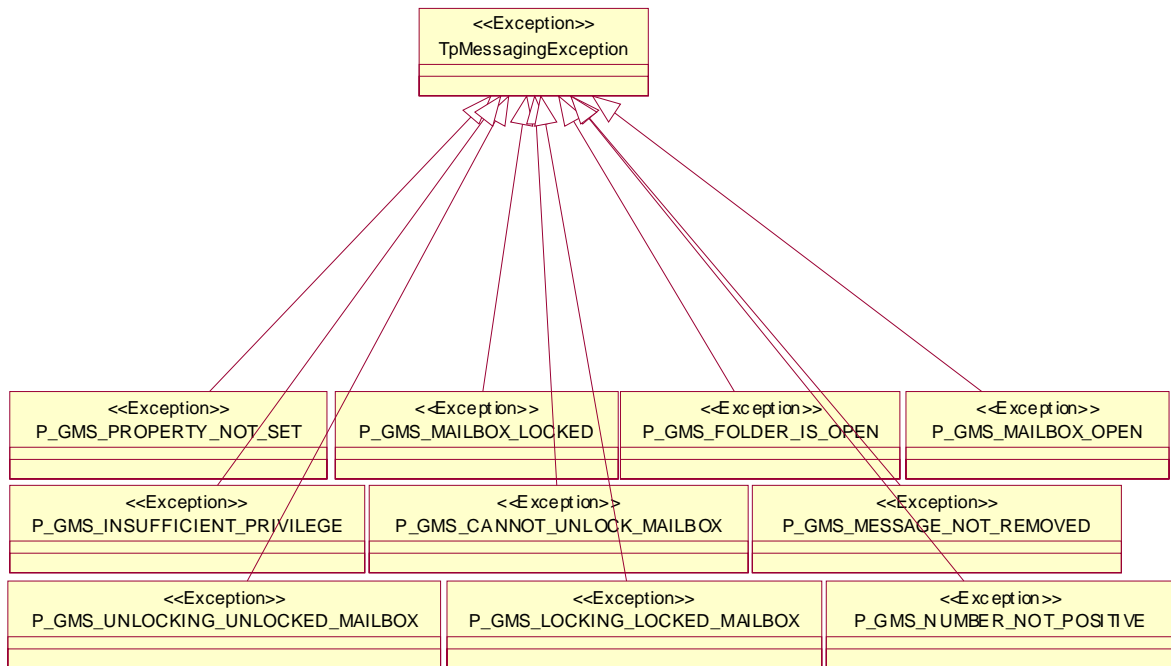 <<Exception>>
TpMessagingException
<<Exception>>
P_GMS_PROPERTY_NOT_SET
<<Exception>>
P_GMS_MAILBOX_LOCKED
<<Exception>>
P_GMS_FOLDER_IS_OPEN
<<Exception>>
P_GMS_MAILBOX_OPEN
<<Exception>>
P_GMS_INSUFFICIENT_PRIVILEGE
<<Exception>>
P_GMS_CANNOT_UNLOCK_MAILBOX
<<Exception>>
P_GMS_MESSAGE_NOT_REMOVED
<<Exception>>
P_GMS_UNLOCKING_UNLOCKED_MAILBOX
<<Exception>>
P_GMS_LOCKING_LOCKED_MAILBOX
<<Exception>>
P_GMS_NUMBER_NOT_POSITIVE